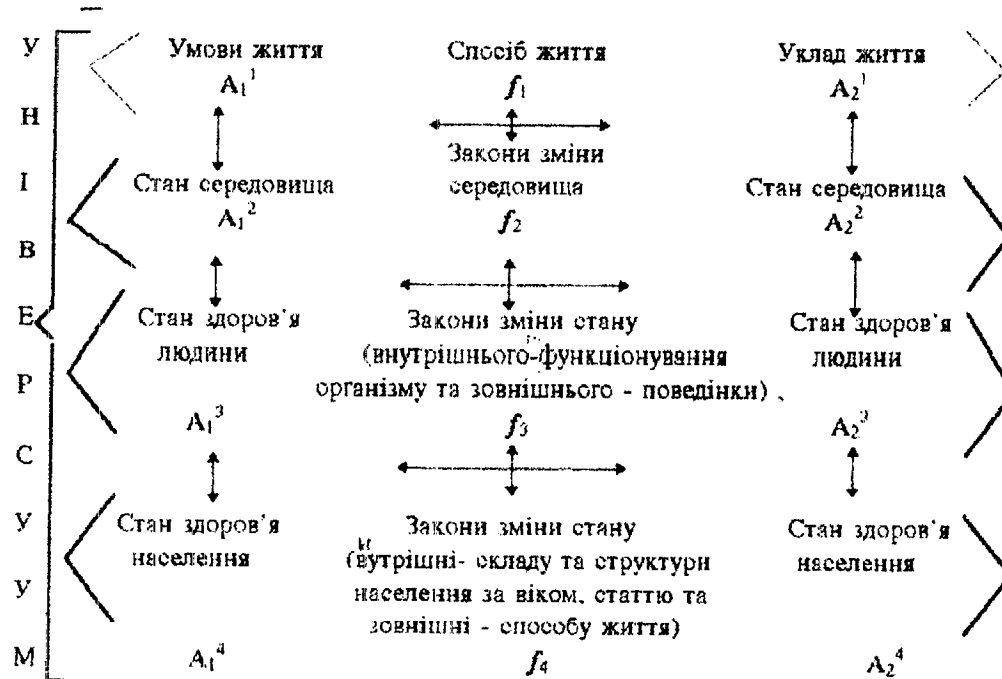 У Умови життя Спосіб життя Уклад життя
A₁¹ f₁ A₂¹
Н
Закони зміни
І Стан середовища середовища Стан середовища
A₁² f₂ A₂²
В
Е Стан здоров'я Закони зміни стану Стан здоров'я
людини (внутрішнього-функціонування людини
Р організму та зовнішнього - поведінки)
A₁³ f₃ A₂³
С
У Стан здоров'я Закони зміни стану Стан здоров'я
населення (вутрішні- складу та структури населення
У населення за віком, статтю та
зовнішні - способу життя)
М A₁⁴ f₄ A₂⁴